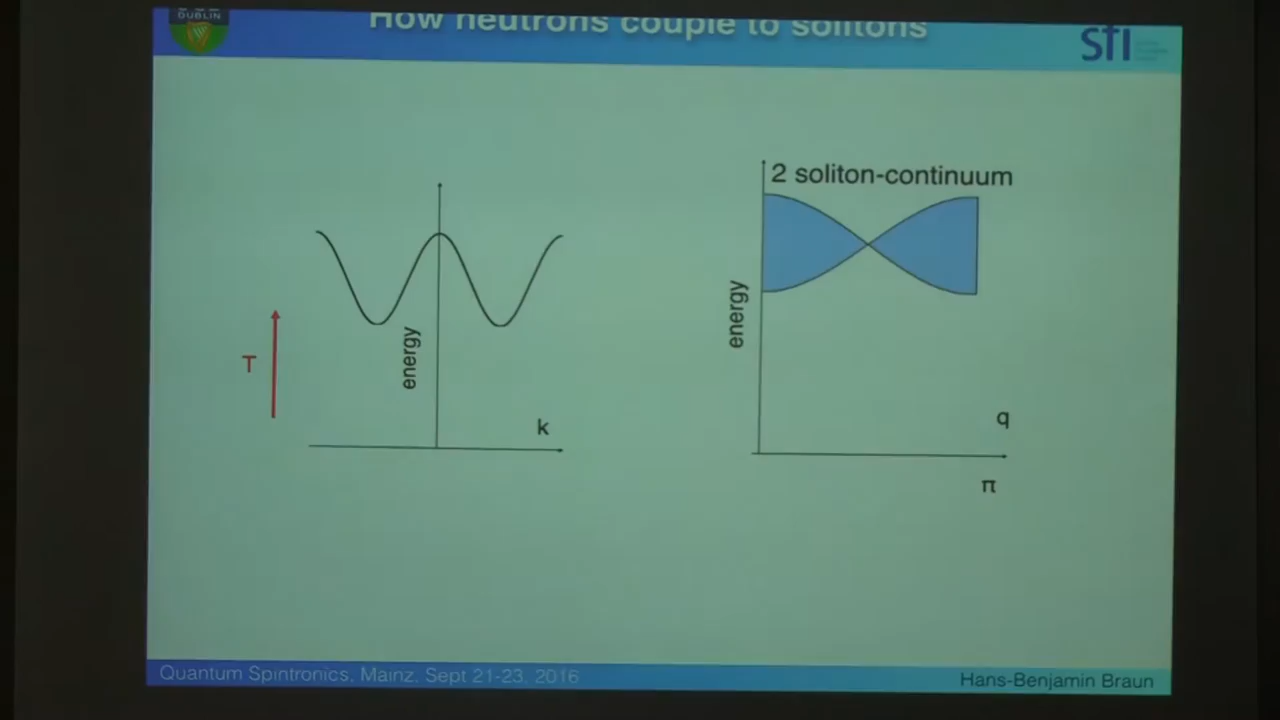 DUBLIN
How neutrons couple to solitons
STI
2 soliton-continuum
T
energy
k
energy
q
π
Quantum Spintronics, Mainz, Sept 21-23, 2016
Hans-Benjamin Braun